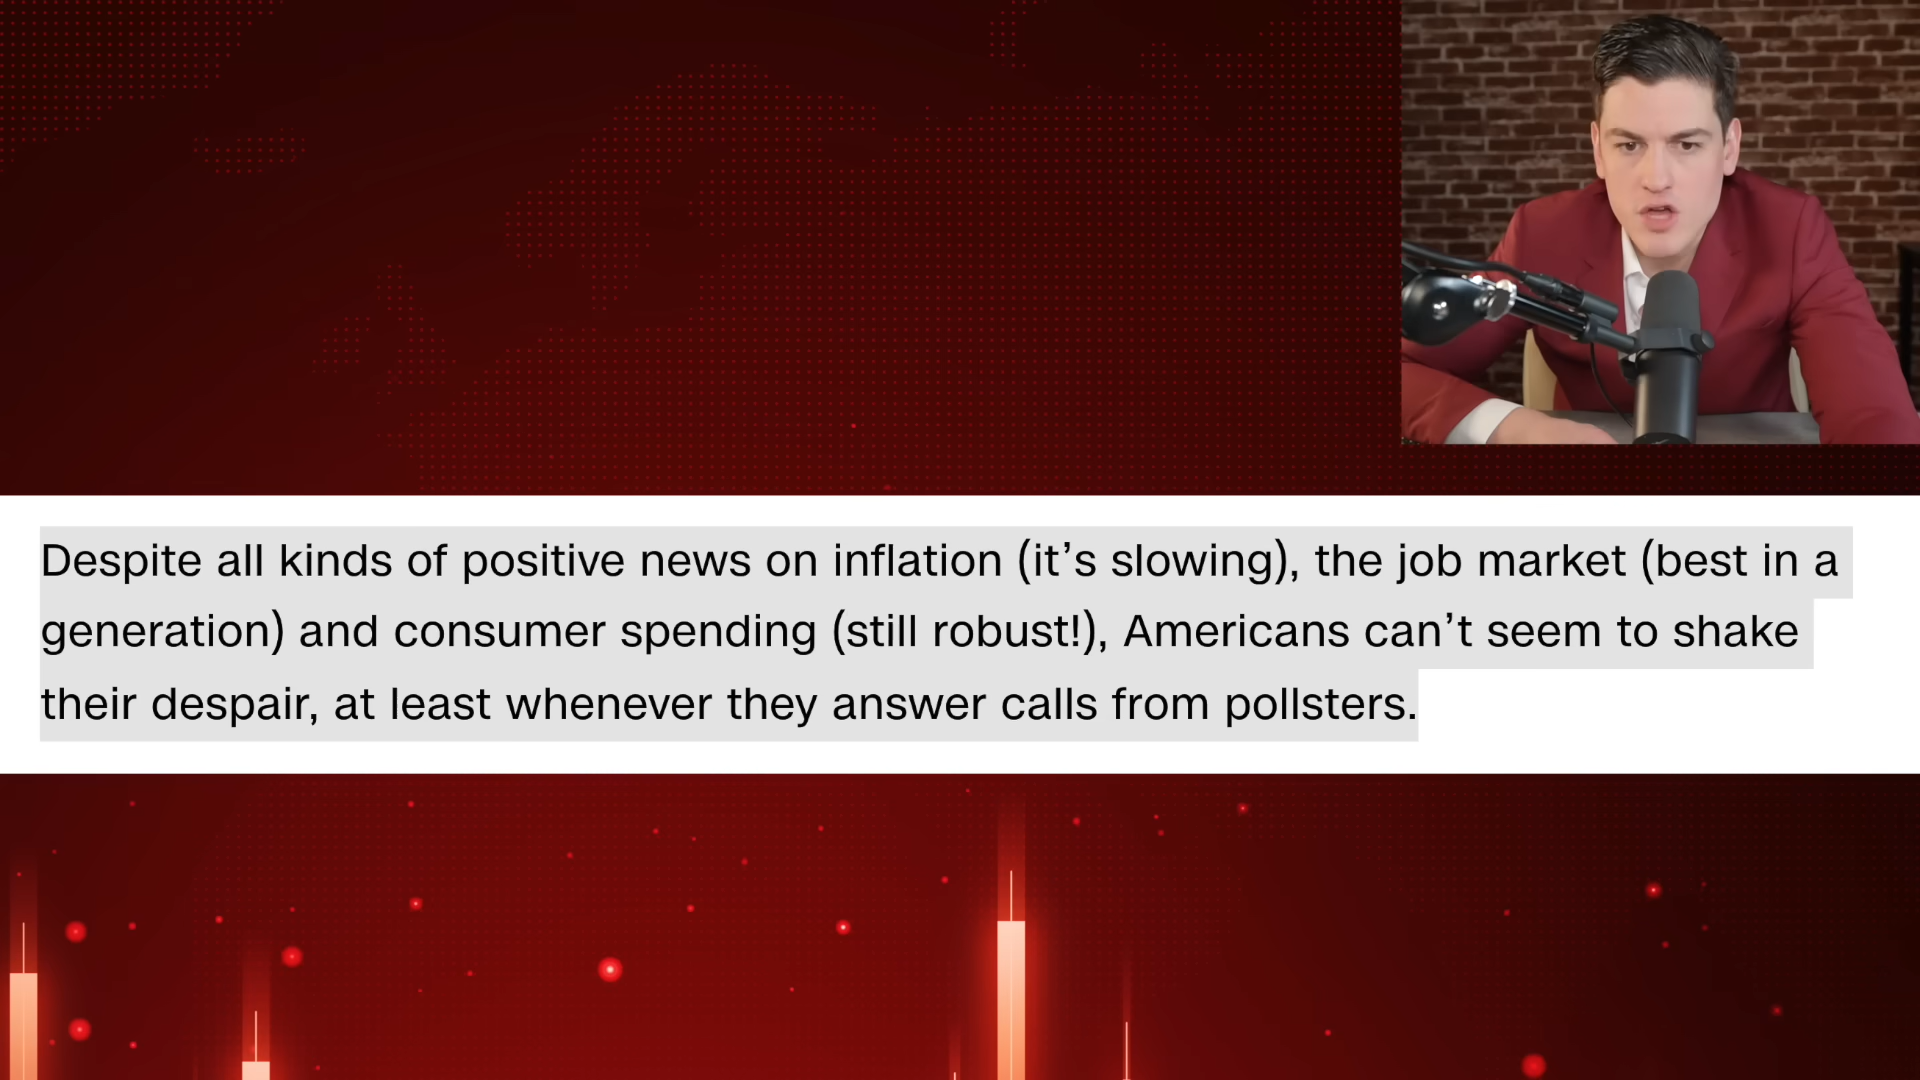 Despite all kinds of positive news on inflation (it’s slowing), the job market (best in a
generation) and consumer spending (still robust!), Americans can’t seem to shake
their despair, at least whenever they answer calls from pollsters.